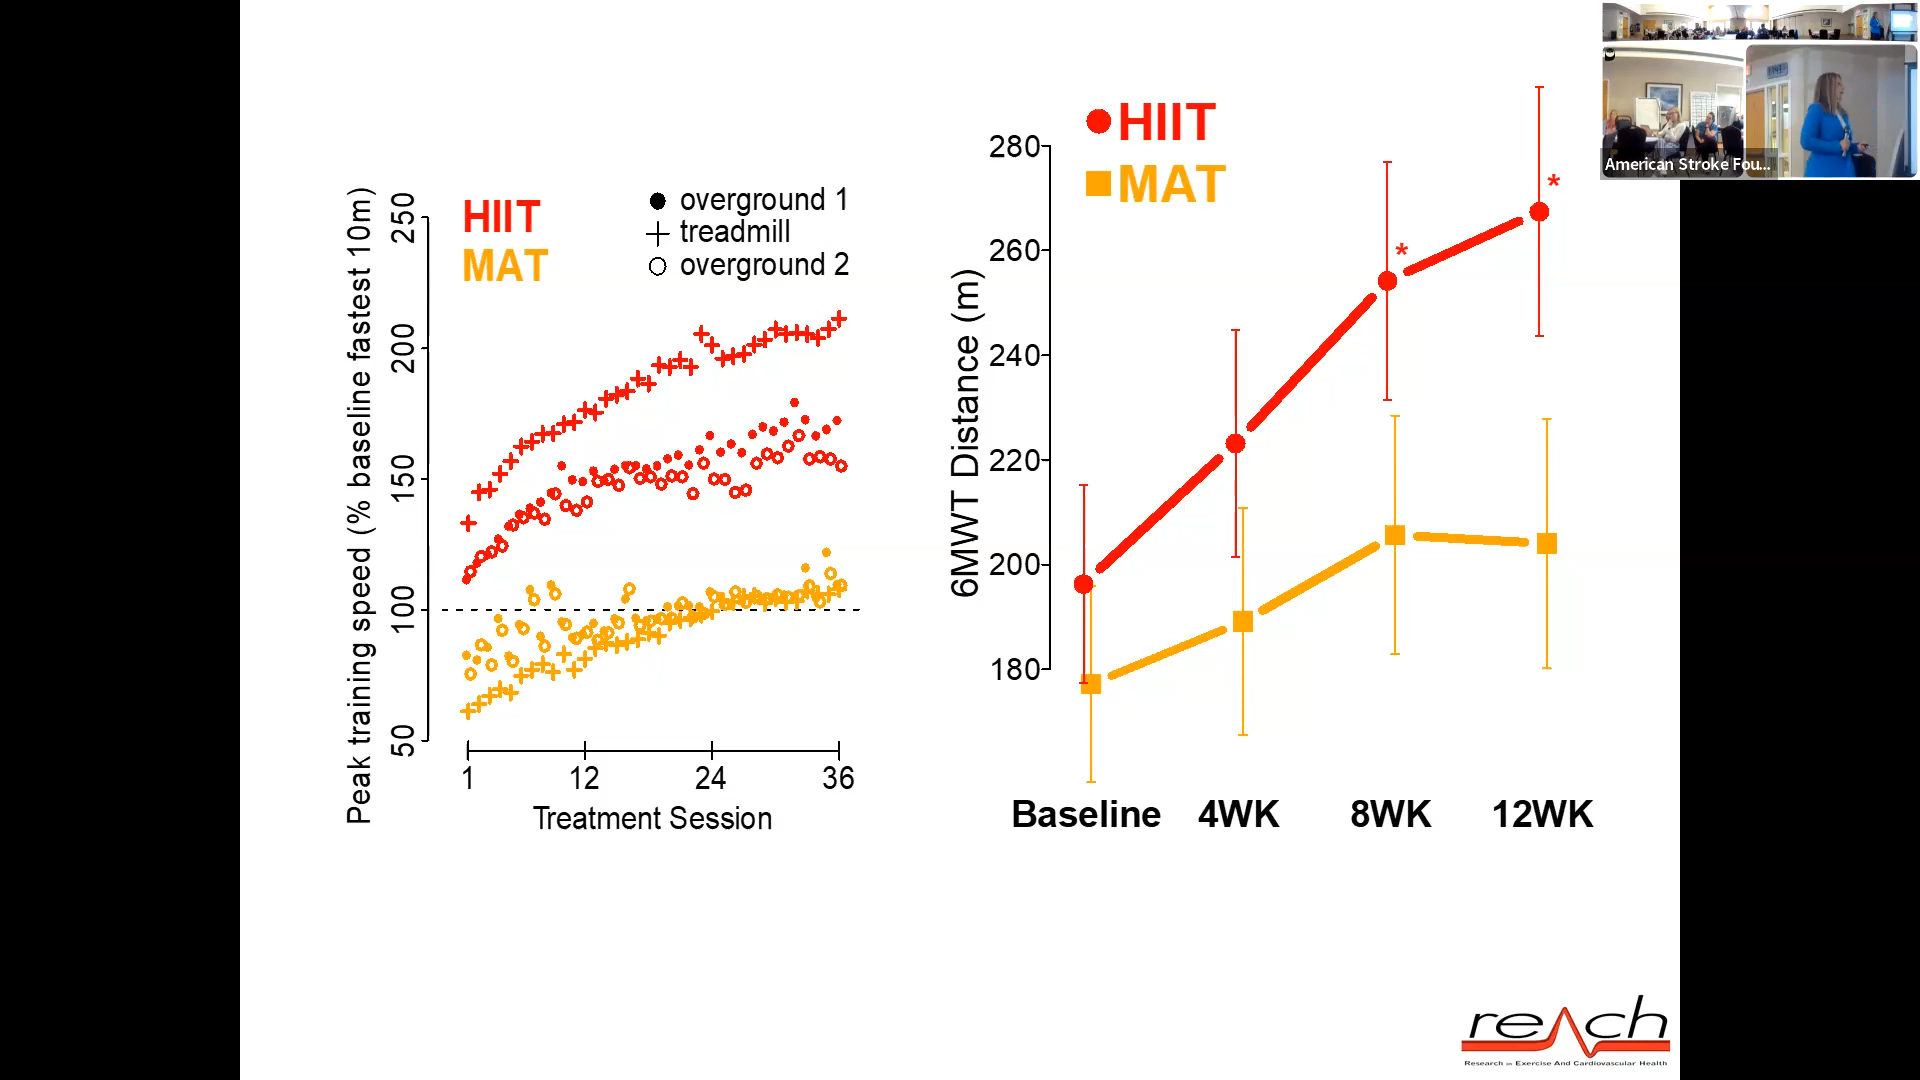 HIIT
MAT
overground 1
treadmill
overground 2
Peak training speed (% baseline fastest 10m)
250
200
150
100
50
1
12
24
36
Treatment Session
HIIT
MAT
6MWT Distance (m)
280
260
240
220
200
180
*
*
Baseline
4WK
8WK
12WK
American Stroke Fou...
reach
Research in Exercise And Cardiovascular Health